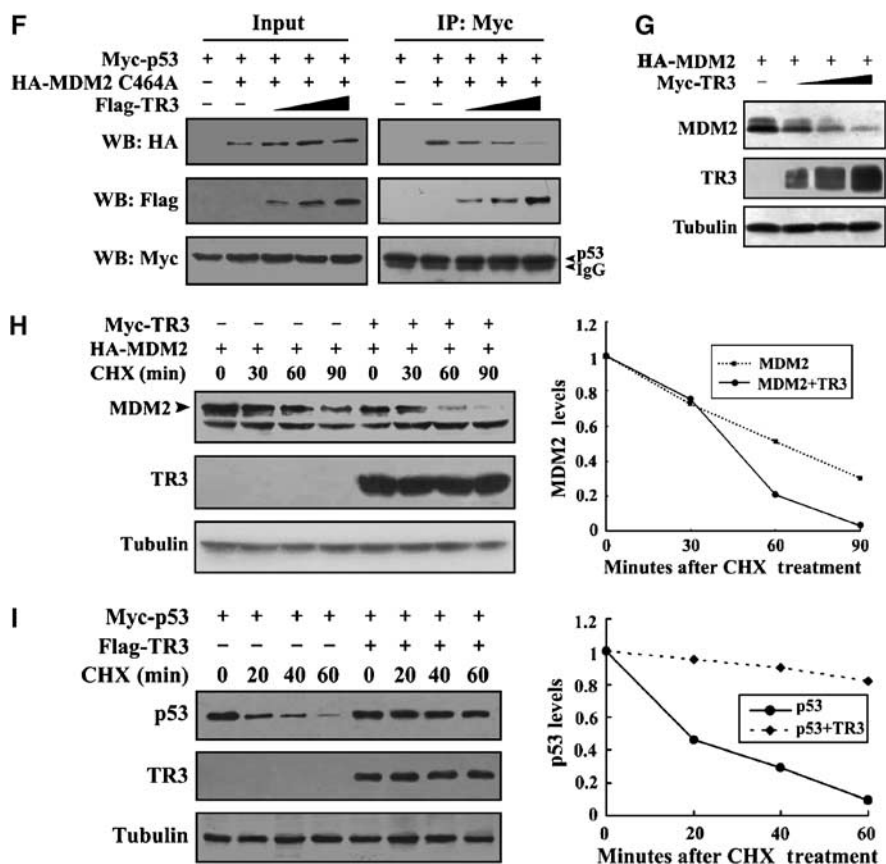 F
Input
IP: Myc
Myc-p53 + + + + + + + + + +
HA-MDM2 C464A − + + + + − + + + +
Flag-TR3 − − − −
WB: HA
WB: Flag
WB: Myc
p53
IgG
G
HA-MDM2 + + + +
Myc-TR3 −
MDM2
TR3
Tubulin
H
Myc-TR3 − − − − + + + +
HA-MDM2 + + + + + + + +
CHX (min) 0 30 60 90 0 30 60 90
MDM2
TR3
Tubulin
1.2
1
0.8
0.6
0.4
0.2
0
MDM2 levels
MDM2
MDM2+TR3
0 30 60 90
Minutes after CHX treatment
I
Myc-p53 + + + + + + + +
Flag-TR3 − − − − + + + +
CHX (min) 0 20 40 60 0 20 40 60
p53
TR3
Tubulin
1.2
1
0.8
0.6
0.4
0.2
0
p53 levels
p53
p53+TR3
0 20 40 60
Minutes after CHX treatment